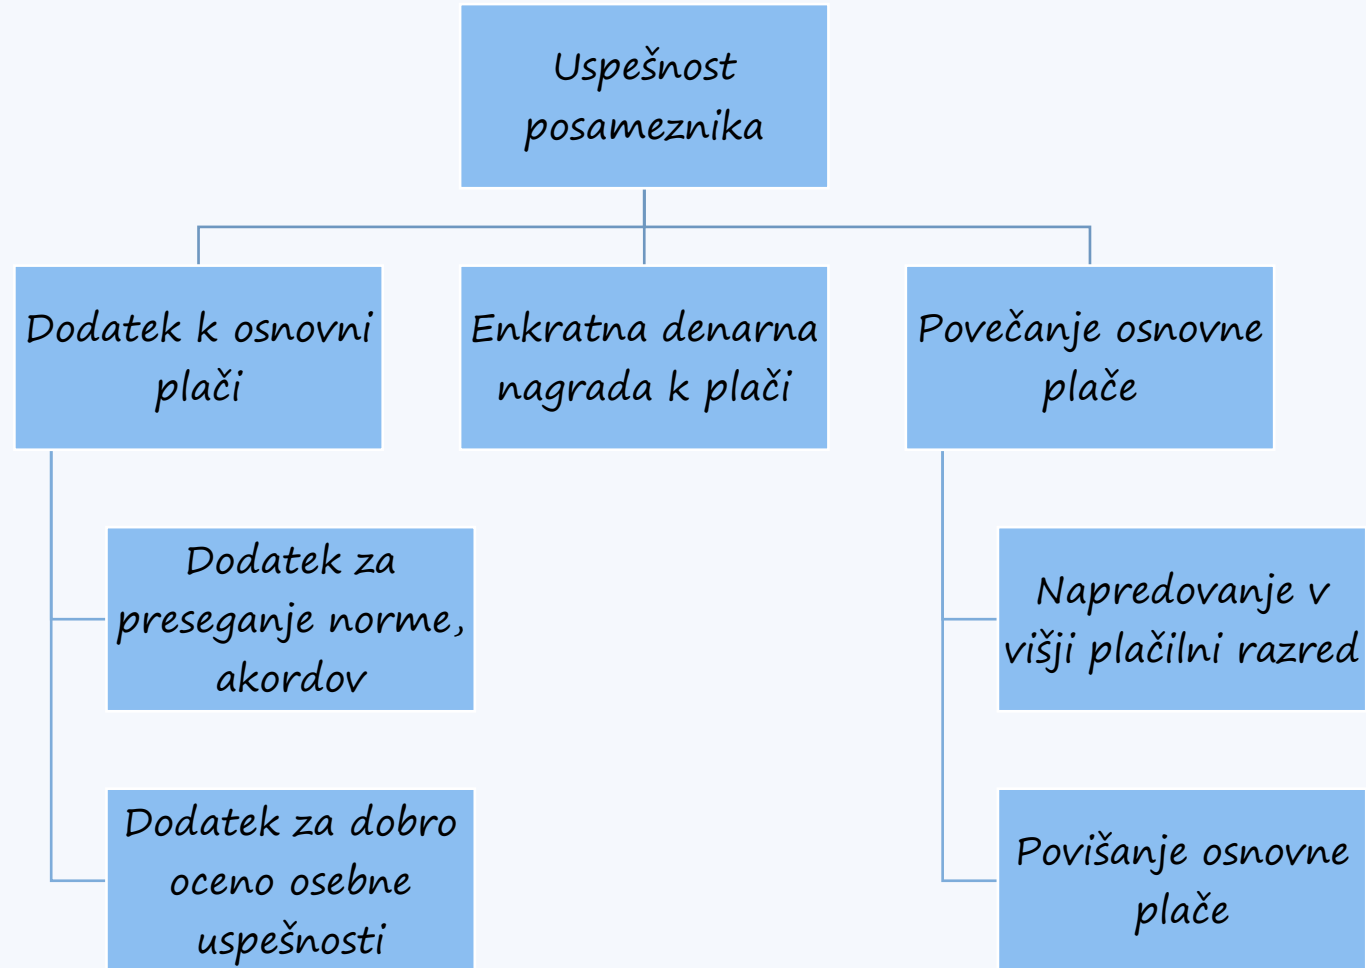 Uspešnost
posameznika
Dodatek k osnovni
plači
Enkratna denarna
nagrada k plači
Povečanje osnovne
plače
Dodatek za
preseganje norme,
akordov
Napredovanje v
višji plačilni razred
Dodatek za dobro
oceno osebne
uspešnosti
Povišanje osnovne
plače